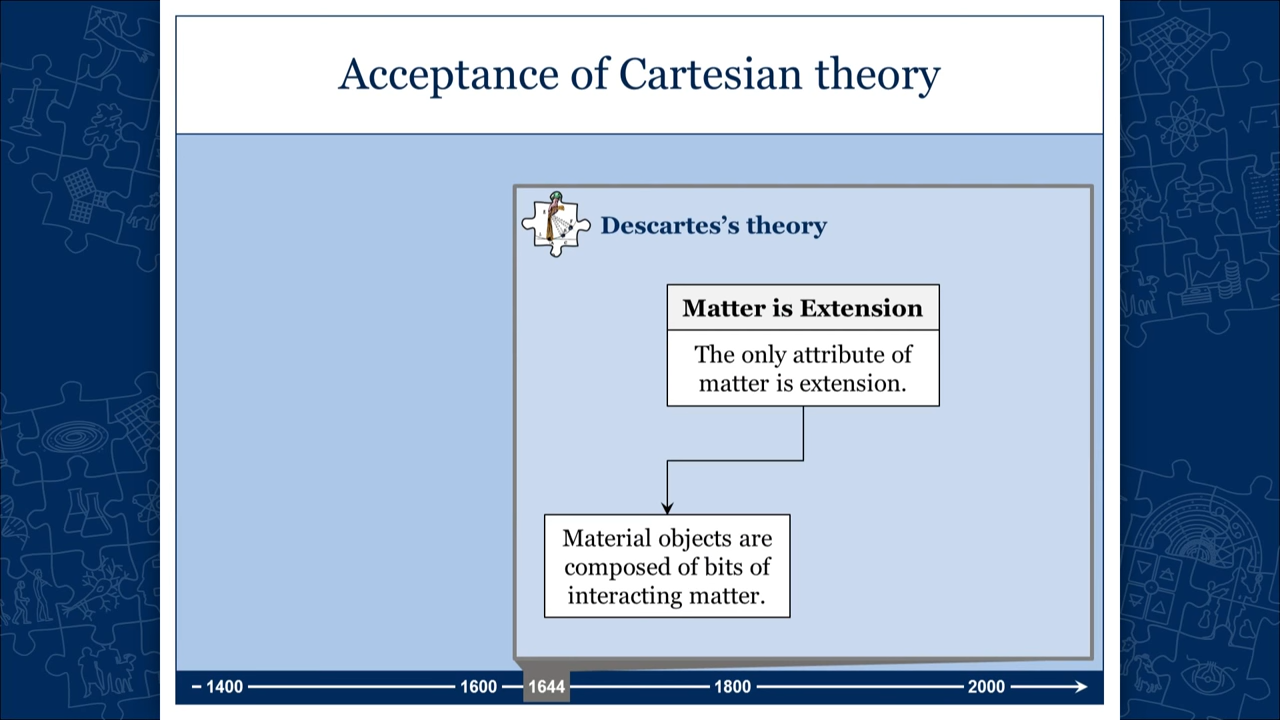 Acceptance of Cartesian theory
Descartes’s theory
Matter is Extension
The only attribute of
matter is extension.
Material objects are
composed of bits of
interacting matter.
1400
1600
1644
1800
2000